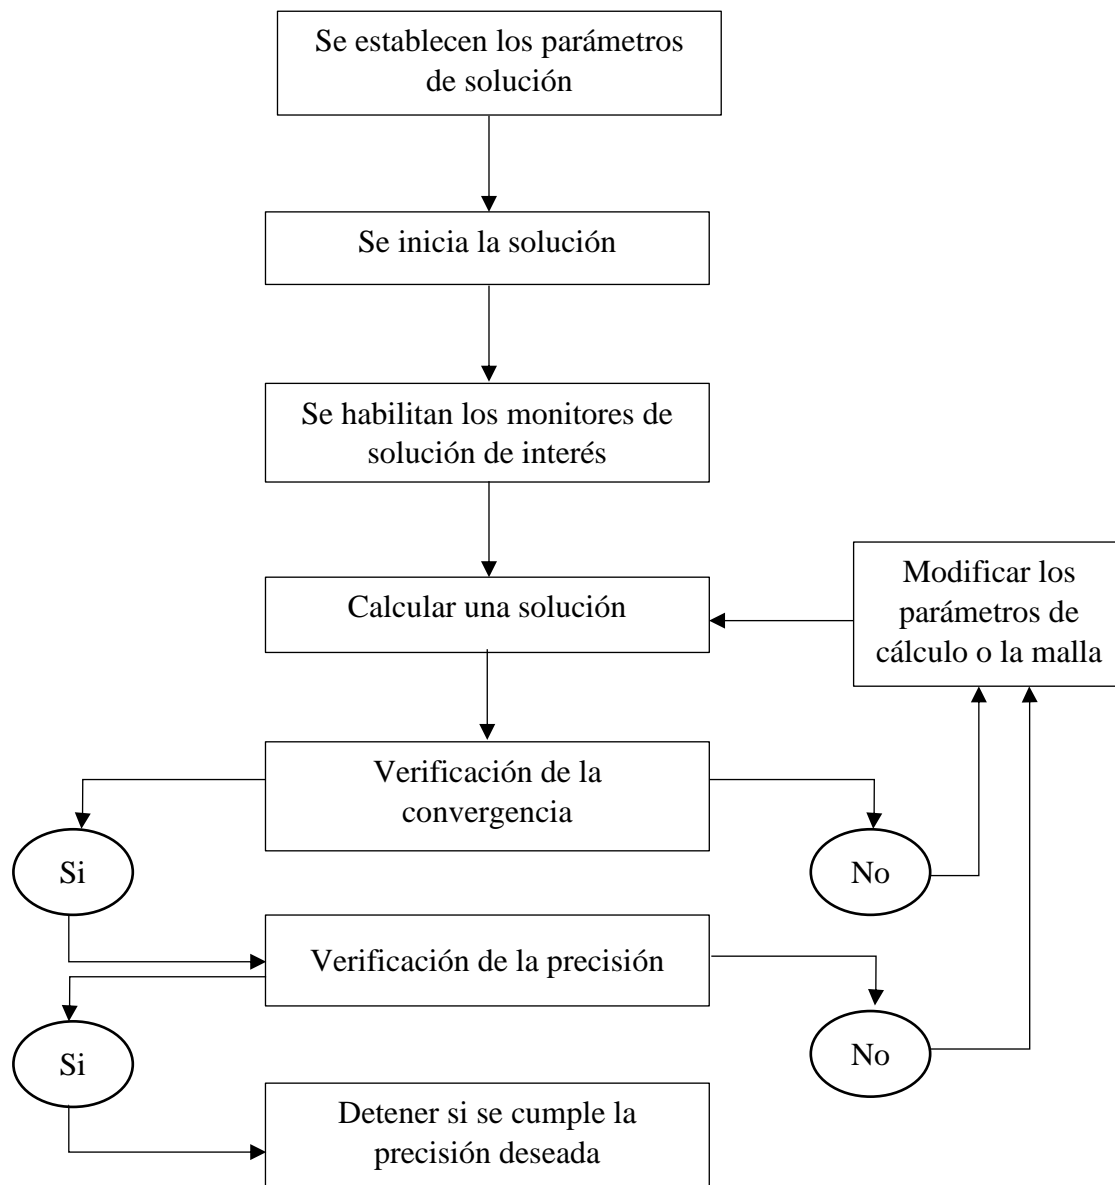 Se establecen los parámetros
de solución
Se inicia la solución
Se habilitan los monitores de
solución de interés
Calcular una solución
Modificar los
parámetros de
cálculo o la malla
Verificación de la
convergencia
Si
No
Verificación de la precisión
Si
No
Detener si se cumple la
precisión deseada